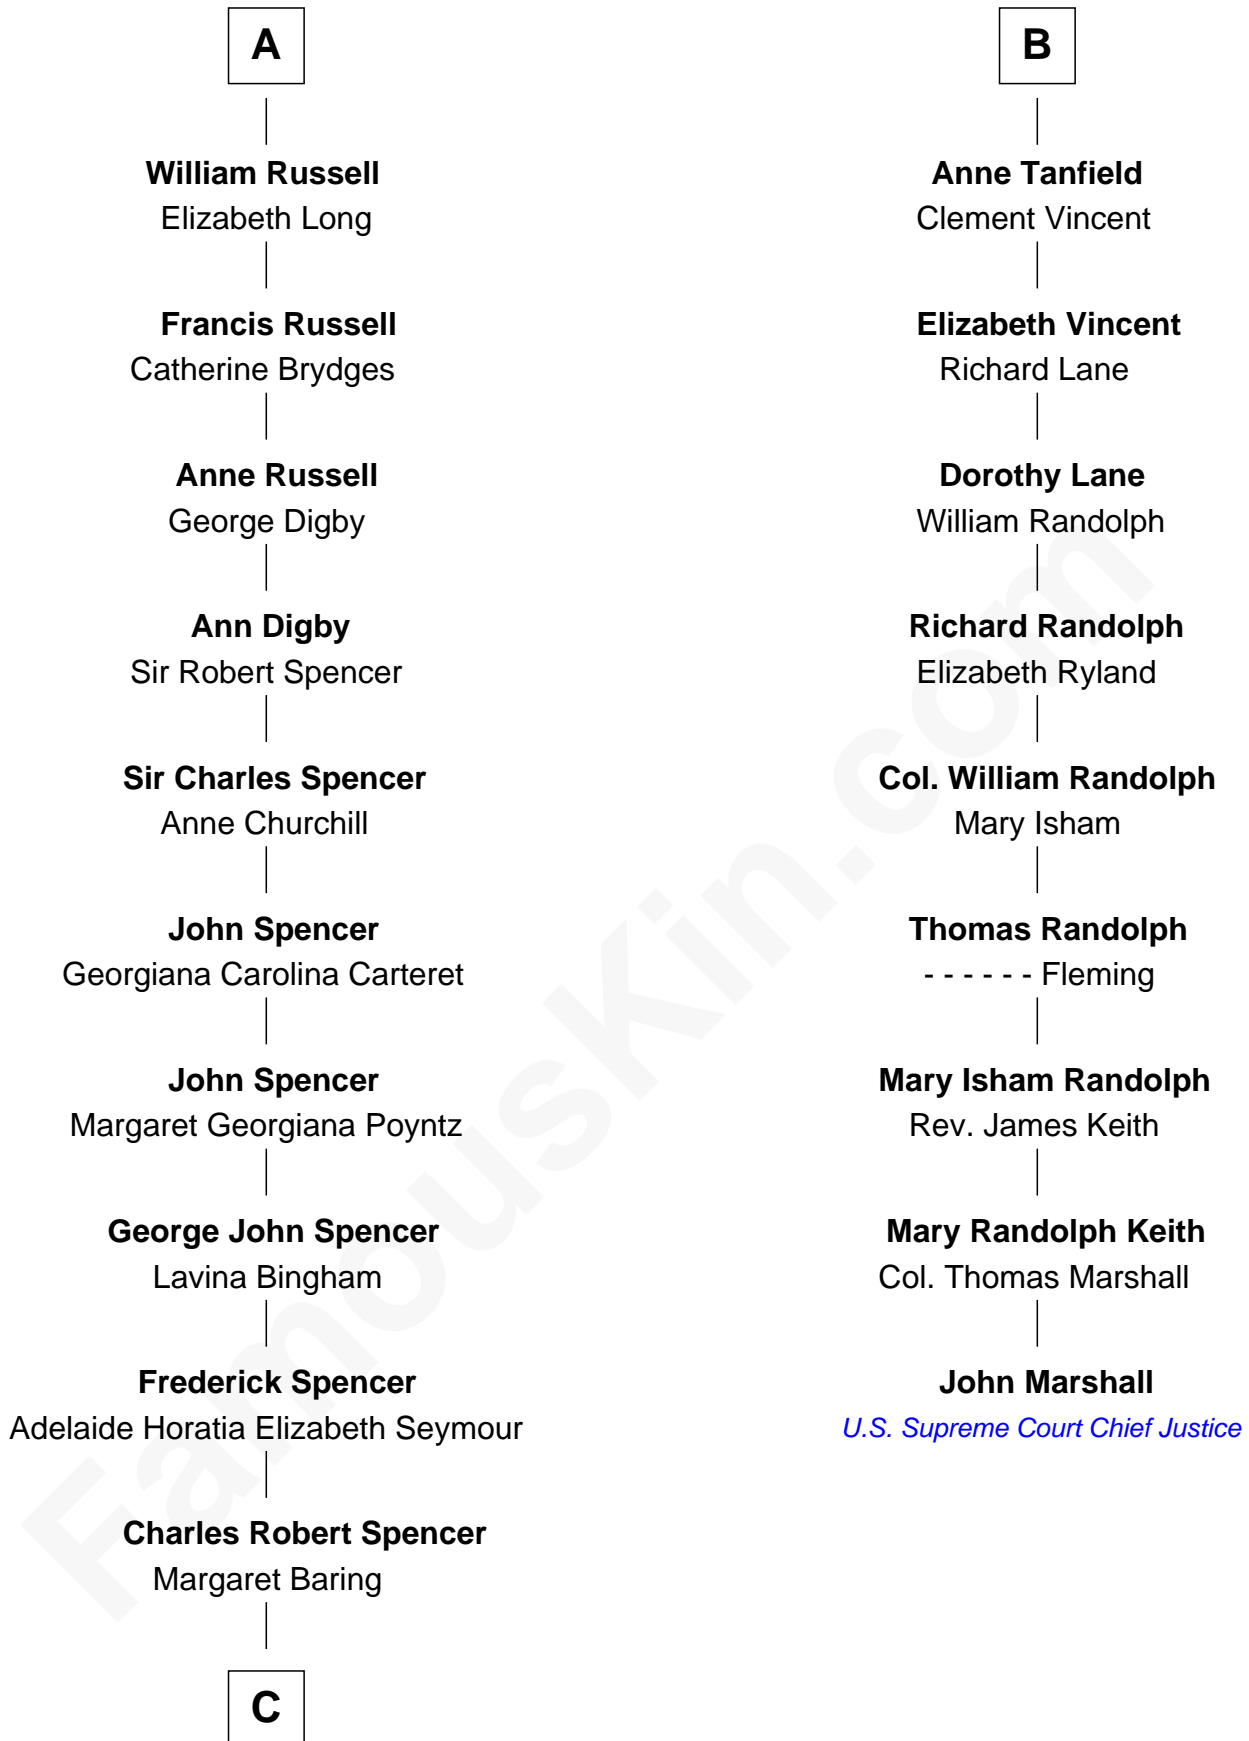 A
William Russell
Elizabeth Long
Francis Russell
Catherine Brydges
Anne Russell
George Digby
Ann Digby
Sir Robert Spencer
Sir Charles Spencer
Anne Churchill
John Spencer
Georgiana Carolina Carteret
John Spencer
Margaret Georgiana Poyntz
George John Spencer
Lavina Bingham
Frederick Spencer
Adelaide Horatia Elizabeth Seymour
Charles Robert Spencer
Margaret Baring
C
B
Anne Tanfield
Clement Vincent
Elizabeth Vincent
Richard Lane
Dorothy Lane
William Randolph
Richard Randolph
Elizabeth Ryland
Col. William Randolph
Mary Isham
Thomas Randolph
- - - - - - Fleming
Mary Isham Randolph
Rev. James Keith
Mary Randolph Keith
Col. Thomas Marshall
John Marshall
U.S. Supreme Court Chief Justice
FamousKin.com